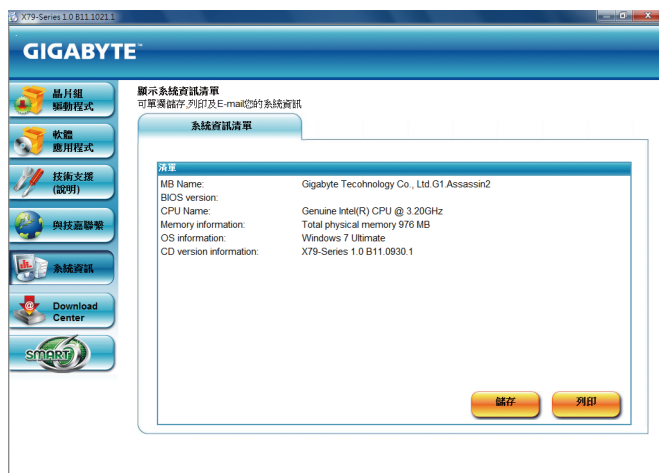 X79-Series 1.0 B11.1021.1
GIGABYTE™
晶片組
驅動程式
軟體
應用程式
技術支援
(說明)
與技嘉聯繫
系統資訊
Download
Center
SMART 6
顯示系統資訊清單
可單獨儲存,列印及E-mail您的系統資訊
系統資訊清單
清單
MB Name: Gigabyte Tecohnology Co., Ltd.G1.Assassin2
BIOS version:
CPU Name: Genuine Intel(R) CPU @ 3.20GHz
Memory information: Total physical memory 976 MB
OS information: Windows 7 Ultimate
CD version information: X79-Series 1.0 B11.0930.1
儲存 列印